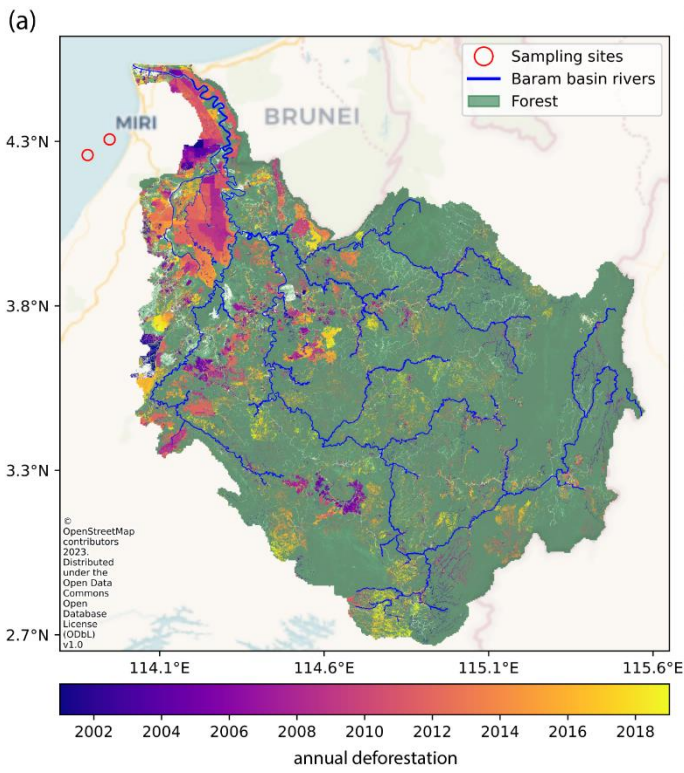 (a)
Sampling sites
Baram basin rivers
Forest
MIRI
BRUNEI
4.3°N
3.8°N
3.3°N
2.7°N
©
OpenStreetMap
contributors
2023.
Distributed
under the
Open Data
Commons
Open
Database
License
(ODbL)
v1.0
114.1°E 114.6°E 115.1°E 115.6°E
2002 2004 2006 2008 2010 2012 2014 2016 2018
annual deforestation